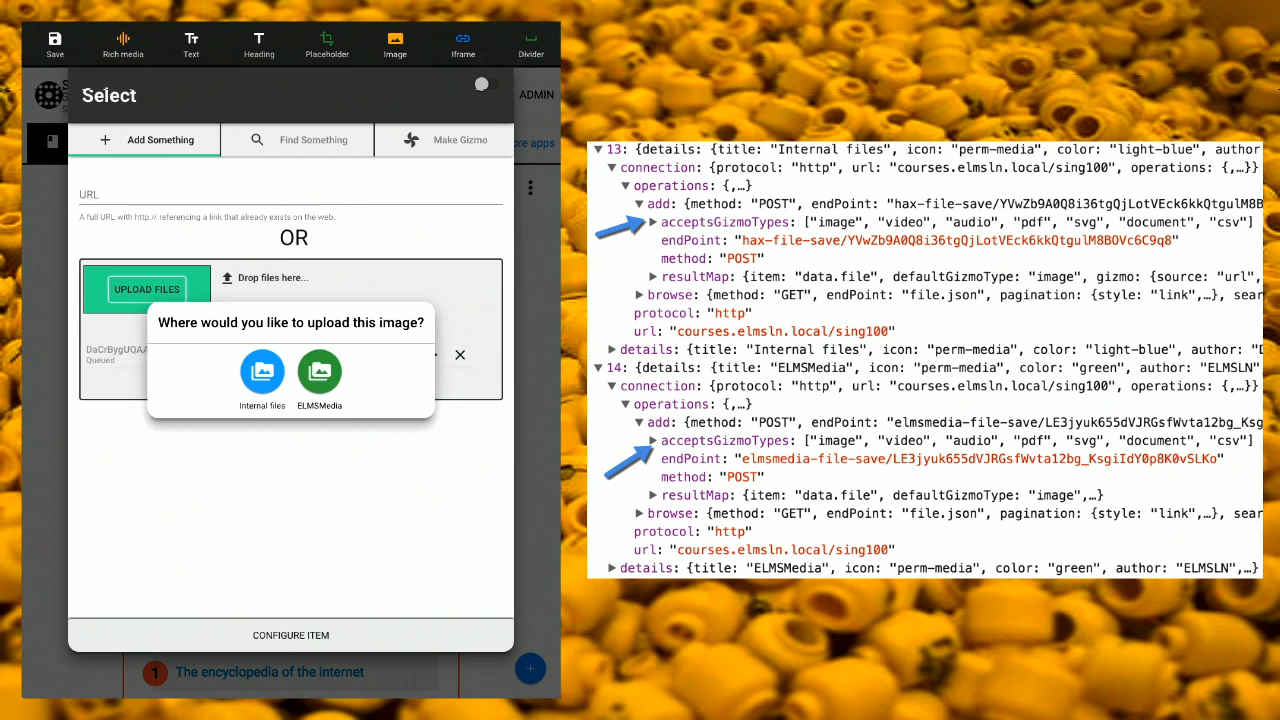 Save
Rich media
Text
Heading
Placeholder
Image
Iframe
Divider
Select
ADMIN
Add Something
Find Something
Make Gizmo
ore apps
URL
A full URL with http:// referencing a link that already exists on the web.
OR
UPLOAD FILES
Drop files here...
Where would you like to upload this image?
DaCrBygUQAA
Queued
Internal files
ELMSMedia
CONFIGURE ITEM
1
The encyclopedia of the internet
13: {details: {title: "Internal files", icon: "perm-media", color: "light-blue", author
connection: {protocol: "http", url: "courses.elmsln.local/sing100", operations: {,…}}
operations: {,…}
add: {method: "POST", endPoint: "hax-file-save/YVwZb9A0Q8i36tgQjLotVEck6kkQtgulM8B
acceptsGizmoTypes: ["image", "video", "audio", "pdf", "svg", "document", "csv"]
endPoint: "hax-file-save/YVwZb9A0Q8i36tgQjLotVEck6kkQtgulM8BOVc6C9q8"
method: "POST"
resultMap: {item: "data.file", defaultGizmoType: "image", gizmo: {source: "url",
browse: {method: "GET", endPoint: "file.json", pagination: {style: "link",…}, sear
protocol: "http"
url: "courses.elmsln.local/sing100"
details: {title: "Internal files", icon: "perm-media", color: "light-blue", author: "E
14: {details: {title: "ELMSMedia", icon: "perm-media", color: "green", author: "ELMSLN"
connection: {protocol: "http", url: "courses.elmsln.local/sing100", operations: {,…}}
operations: {,…}
add: {method: "POST", endPoint: "elmsmedia-file-save/LE3jyuk655dVJRGsfWvta12bg_Ksg
acceptsGizmoTypes: ["image", "video", "audio", "pdf", "svg", "document", "csv"]
endPoint: "elmsmedia-file-save/LE3jyuk655dVJRGsfWvta12bg_KsgiIdY0p8K0vSLKo"
method: "POST"
resultMap: {item: "data.file", defaultGizmoType: "image",…}
browse: {method: "GET", endPoint: "file.json", pagination: {style: "link",…}, sear
protocol: "http"
url: "courses.elmsln.local/sing100"
details: {title: "ELMSMedia", icon: "perm-media", color: "green", author: "ELMSLN",…}